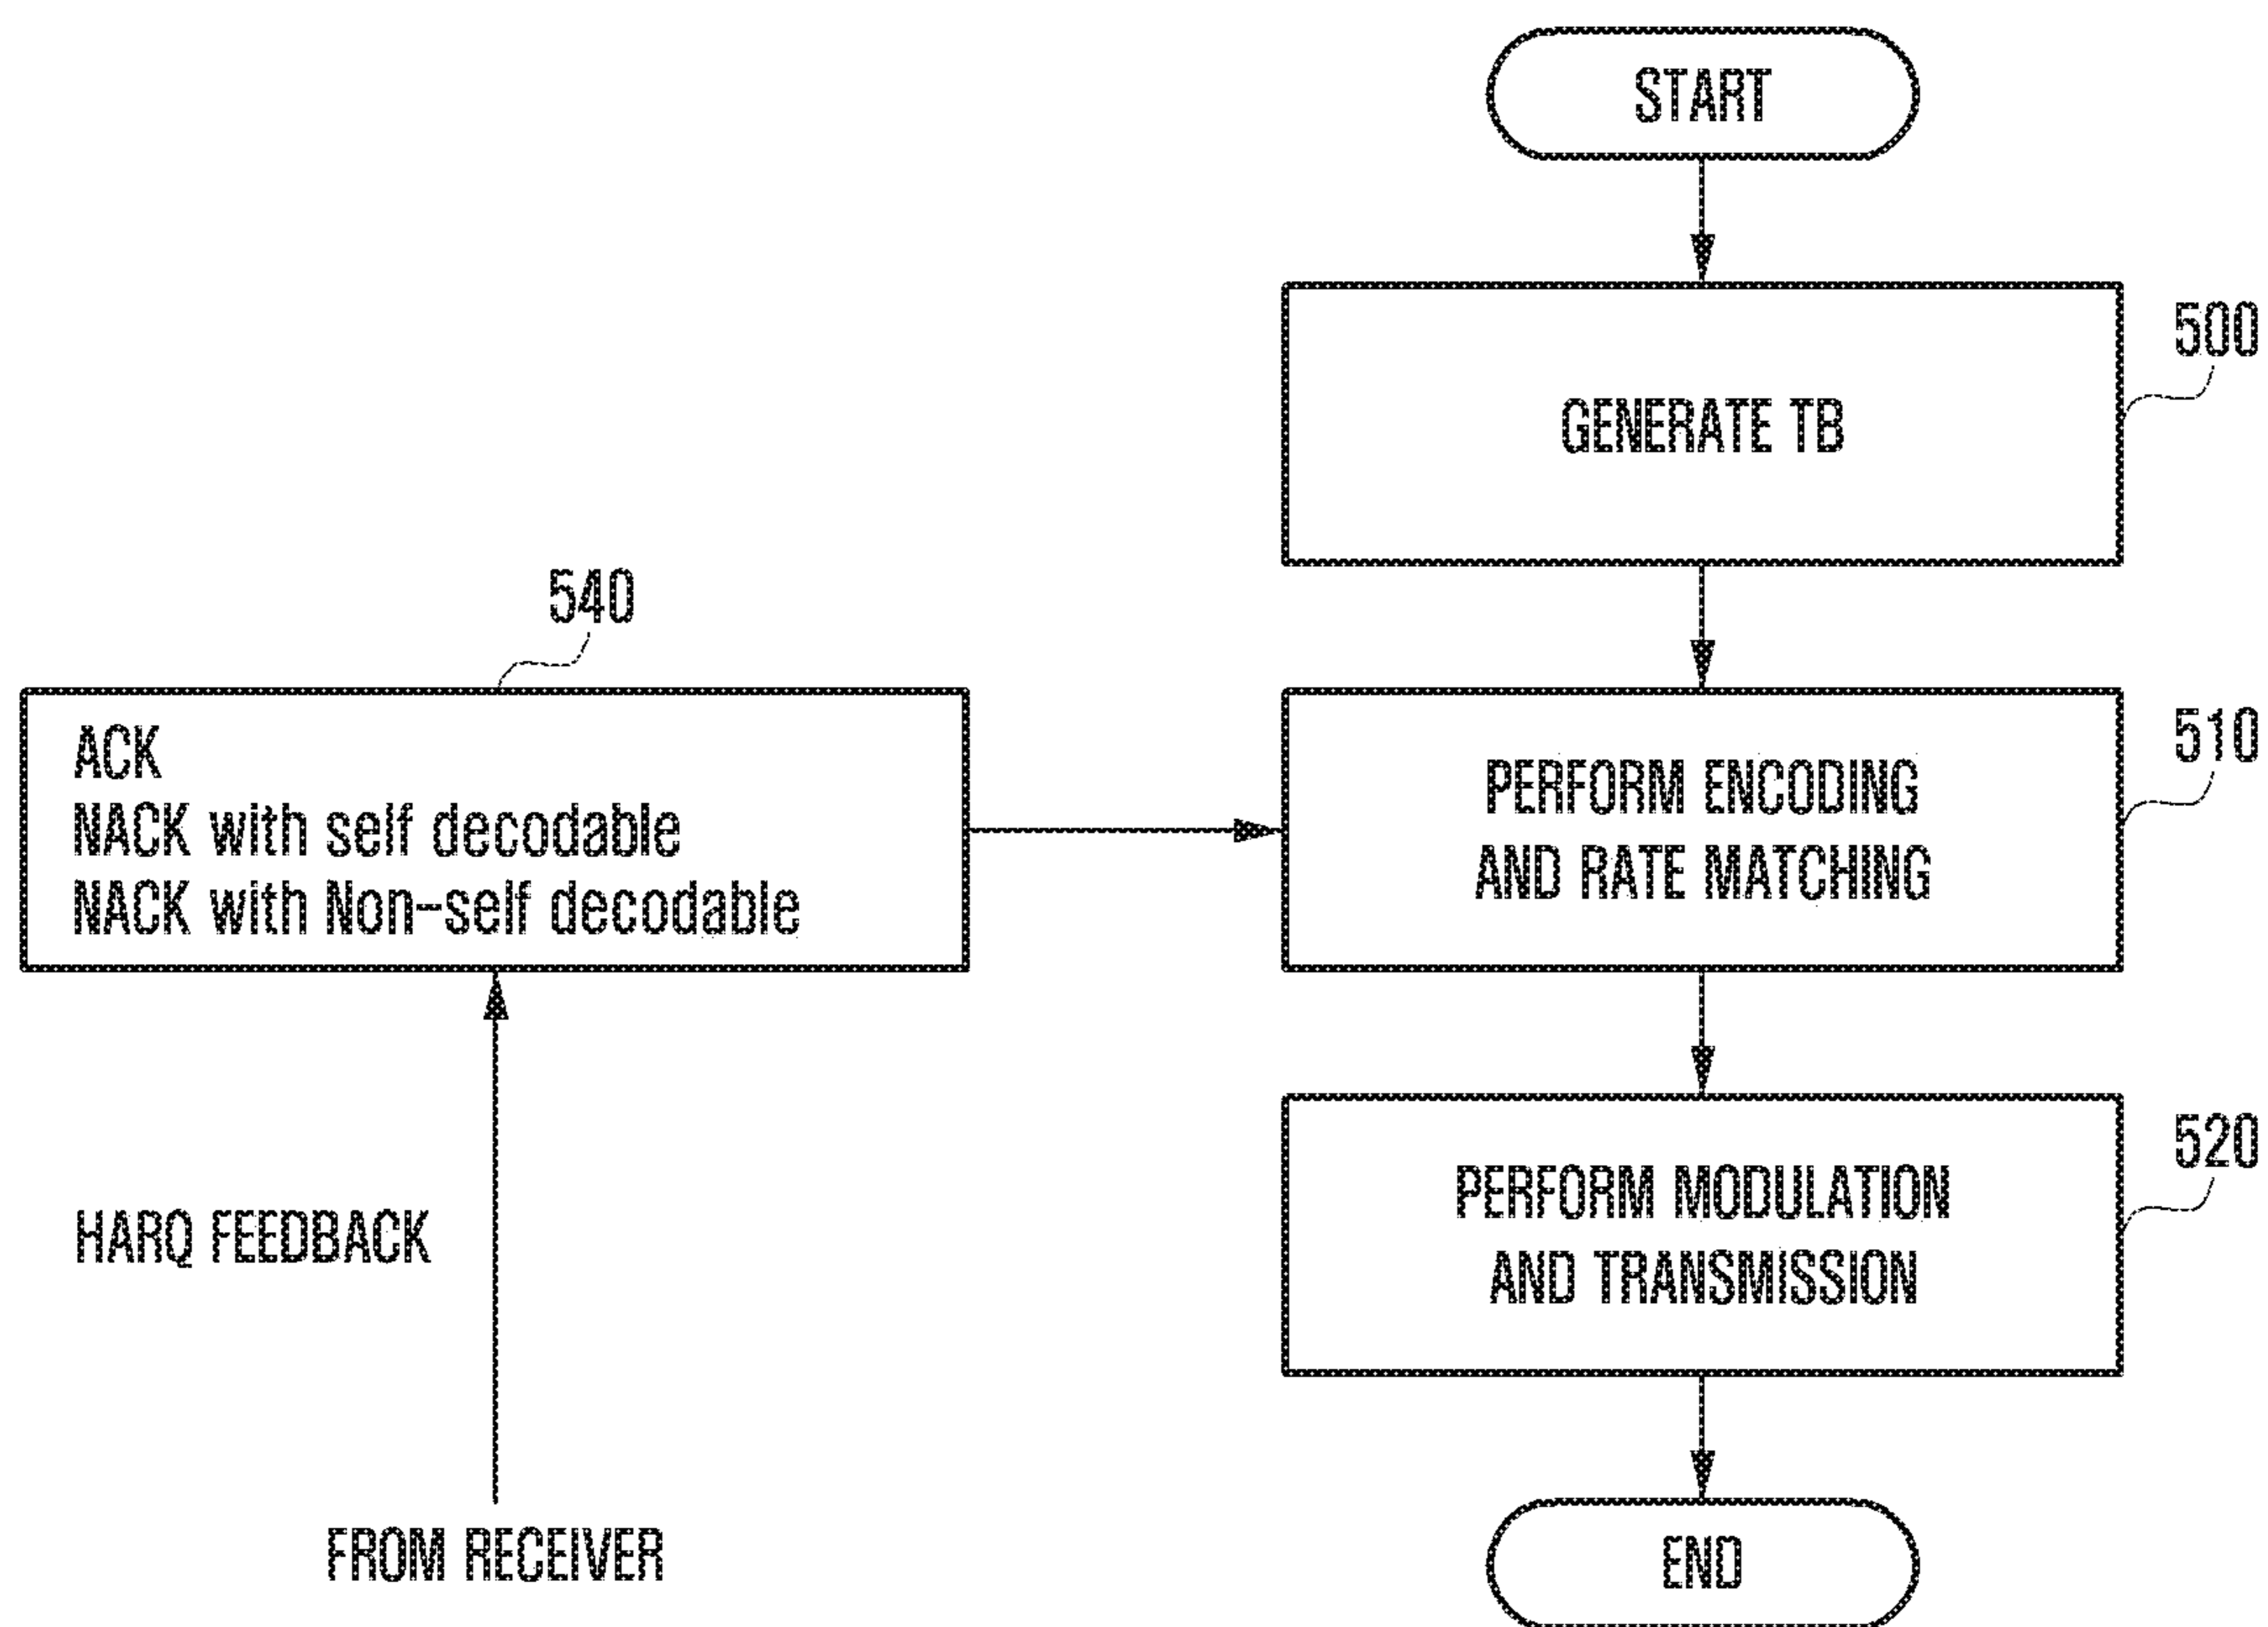 START
500
GENERATE TB
540
510
ACK
NACK with self decodable
NACK with Non-self decodable
PERFORM ENCODING
AND RATE MATCHING
520
PERFORM MODULATION
AND TRANSMISSION
HARQ FEEDBACK
FROM RECEIVER
END